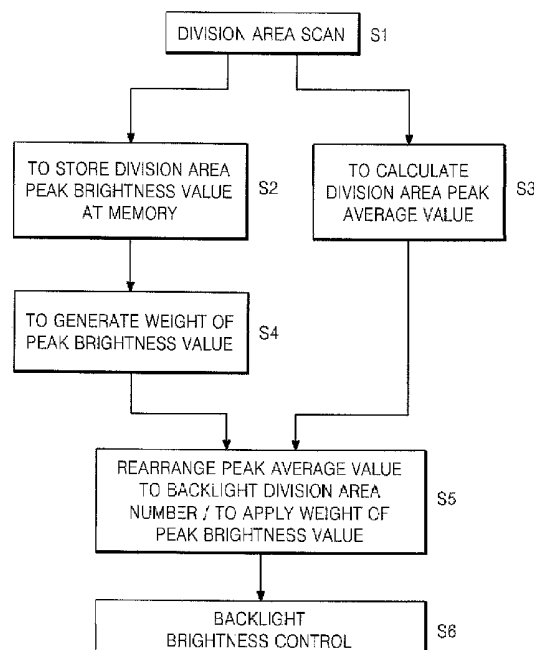 DIVISION AREA SCAN
S1
TO STORE DIVISION AREA
PEAK BRIGHTNESS VALUE
AT MEMORY
S2
TO CALCULATE
DIVISION AREA PEAK
AVERAGE VALUE
S3
TO GENERATE WEIGHT OF
PEAK BRIGHTNESS VALUE
S4
REARRANGE PEAK AVERAGE VALUE
TO BACKLIGHT DIVISION AREA
NUMBER / TO APPLY WEIGHT OF
PEAK BRIGHTNESS VALUE
S5
BACKLIGHT
BRIGHTNESS CONTROL
S6